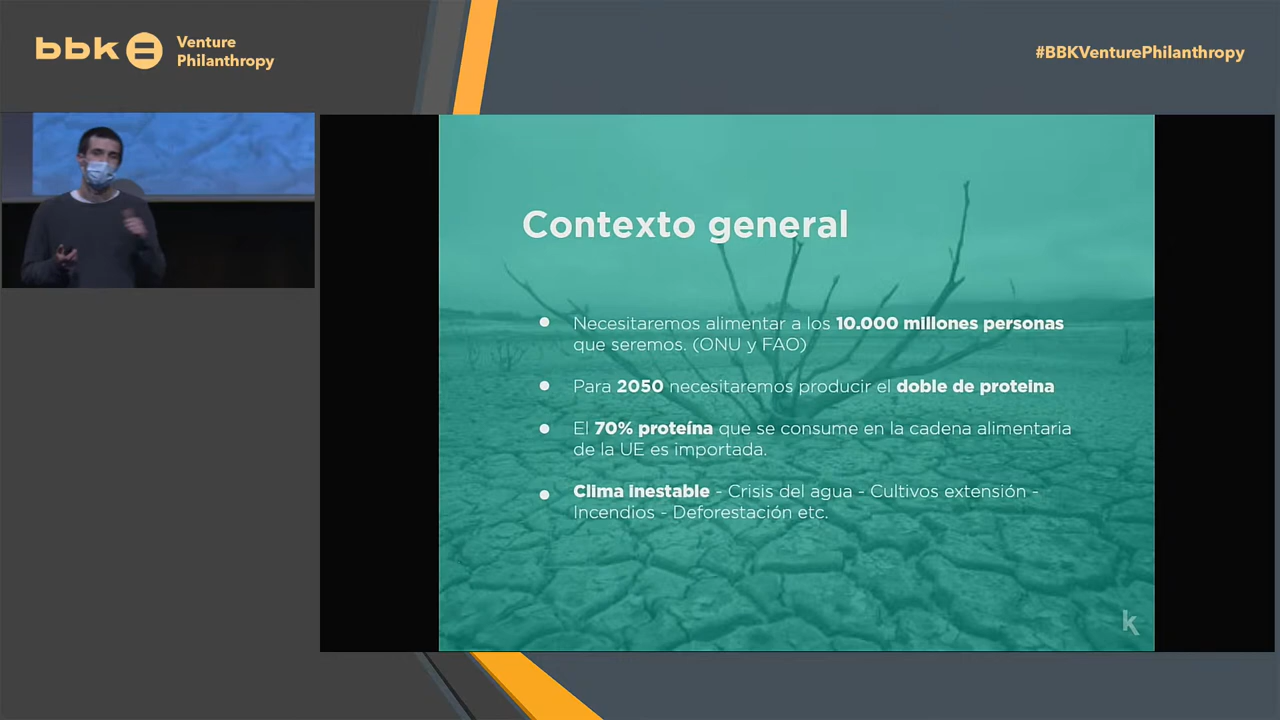 bbk
Venture
Philanthropy
#BBKVenturePhilanthropy
Contexto general
Necesitaremos alimentar a los 10.000 millones personas
que seremos. (ONU y FAO)
Para 2050 necesitaremos producir el doble de proteina
El 70% proteína que se consume en la cadena alimentaria
de la UE es importada.
Clima inestable - Crisis del agua - Cultivos extensión -
Incendios - Deforestación etc.
k